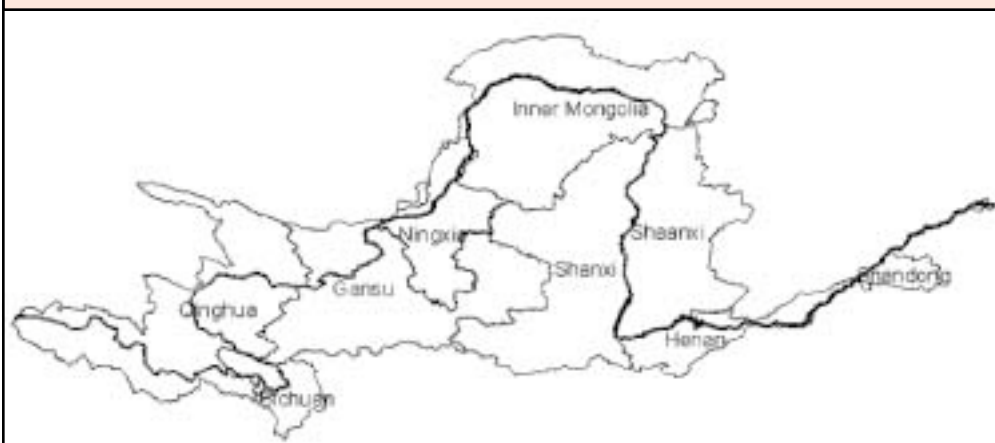 Inner Mongolia
Ningxia
Shaanxi
Shanxi
Shandong
Gansu
Qinghua
Henan
Sichuan